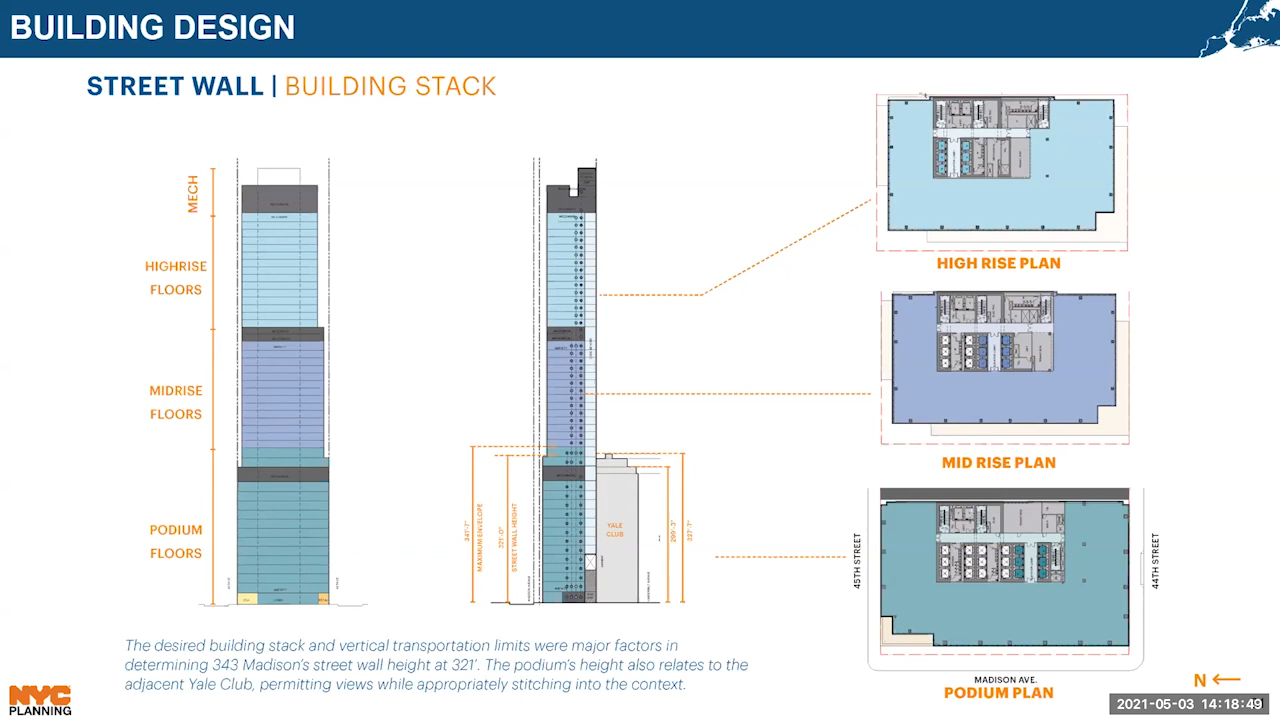 BUILDING DESIGN
STREET WALL | BUILDING STACK
MECH
HIGHRISE
FLOORS
MIDRISE
FLOORS
PODIUM
FLOORS
341'-7"
MAXIMUM ENVELOPE
321'-0"
STREET WALL HEIGHT
YALE
CLUB
299'-3"
327'-1"
HIGH RISE PLAN
MID RISE PLAN
45TH STREET
44TH STREET
MADISON AVE.
PODIUM PLAN
N
The desired building stack and vertical transportation limits were major factors in
determining 343 Madison's street wall height at 321'. The podium's height also relates to the
adjacent Yale Club, permitting views while appropriately stitching into the context.
NYC
PLANNING
2021-05-03 14:18:49